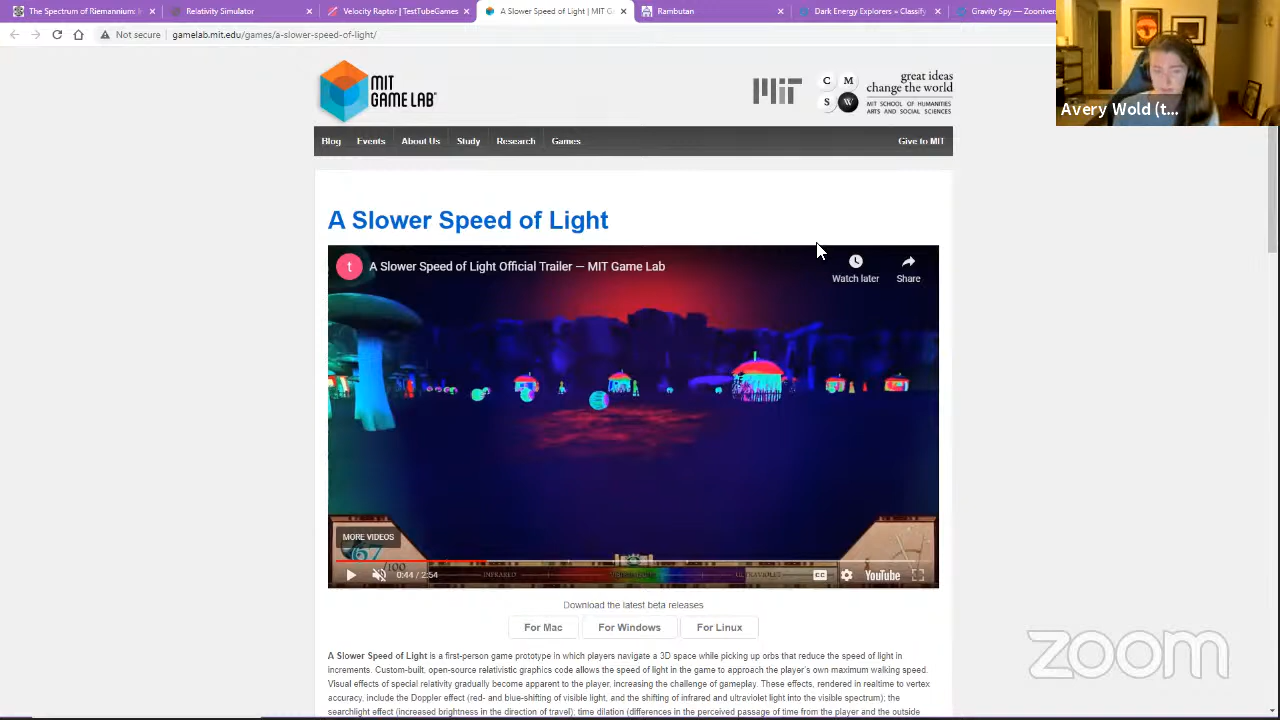 The Spectrum of Riemannium:
Relativity Simulator
Velocity Raptor | TestTubeGames
A Slower Speed of Light | MIT G
Rambutan
Dark Energy Explorers « Classify
Gravity Spy — Zooniver
Not secure
gamelab.mit.edu/games/a-slower-speed-of-light/
Avery Wold (t...
MIT
GAME LAB
MIT
C M
S W
great ideas
change the world
MIT SCHOOL OF HUMANITIES
ARTS AND SOCIAL SCIENCES
Blog Events About Us Study Research Games Give to MIT
A Slower Speed of Light
t
A Slower Speed of Light Official Trailer — MIT Game Lab
Watch later
Share
MORE VIDEOS
67
/100
INFRARED
ULTRAVIOLET
0:44 / 2:54
CC
YouTube
Download the latest beta releases
For Mac For Windows For Linux
A Slower Speed of Light is a first-person game prototype in which players navigate a 3D space while picking up orbs that reduce the speed of light in
increments. Custom-built, open-source relativistic graphics code allows the speed of light in the game to approach the player's own maximum walking speed.
Visual effects of special relativity gradually become apparent to the player, increasing the challenge of gameplay. These effects, rendered in realtime to vertex
accuracy, include the Doppler effect (red- and blue-shifting of visible light, and the shifting of infrared and ultraviolet light into the visible spectrum); the
searchlight effect (increased brightness in the direction of travel); time dilation (differences in the perceived passage of time from the player and the outside
zoom